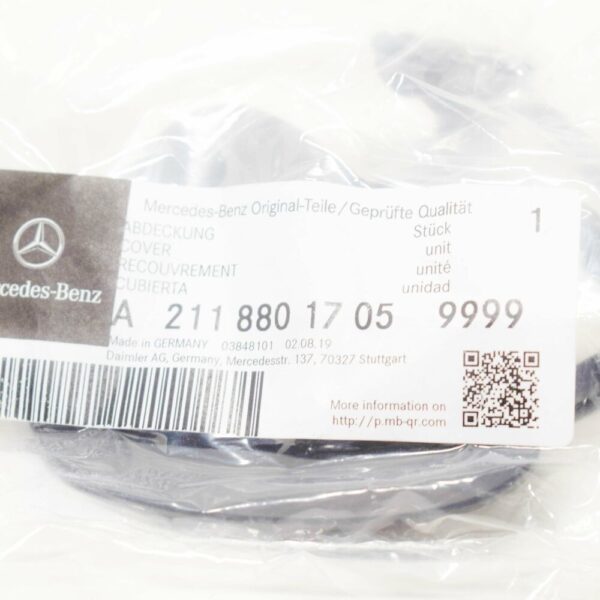 Mercedes-Benz Original-Teile/Geprüfte Qualität
ABDECKUNG Stück 1
COVER unit
RECOUVREMENT unité
CUBIERTA unidad
cedes-Benz
A 211 880 17 05 9999
Made in GERMANY 03848101 02.08.19
Daimler AG, Germany, Mercedesstr. 137, 70327 Stuttgart
More information on
http://p.mb-qr.com/